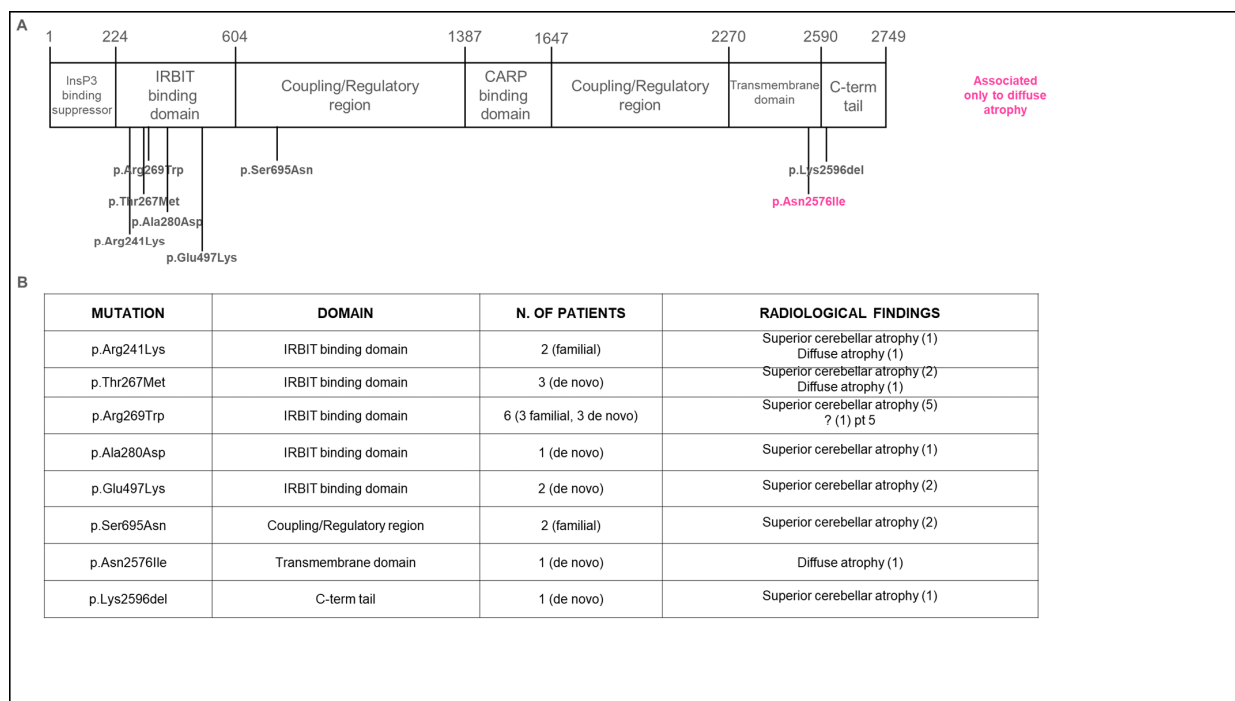 A
1 224 604 1387 1647 2270 2590 2749
InsP3
binding
suppressor
IRBIT
binding
domain
Coupling/Regulatory
region
CARP
binding
domain
Coupling/Regulatory
region
Transmembrane
domain
C-term
tail
Associated
only to diffuse
atrophy
p.Arg269Trp
p.Ser695Asn
p.Lys2596del
p.Thr267Met
p.Asn2576Ile
p.Ala280Asp
p.Arg241Lys
p.Glu497Lys
B
MUTATION DOMAIN N. OF PATIENTS RADIOLOGICAL FINDINGS
p.Arg241Lys IRBIT binding domain 2 (familial) Superior cerebellar atrophy (1)
Diffuse atrophy (1)
p.Thr267Met IRBIT binding domain 3 (de novo) Superior cerebellar atrophy (2)
Diffuse atrophy (1)
p.Arg269Trp IRBIT binding domain 6 (3 familial, 3 de novo) Superior cerebellar atrophy (5)
? (1) pt 5
p.Ala280Asp IRBIT binding domain 1 (de novo) Superior cerebellar atrophy (1)
p.Glu497Lys IRBIT binding domain 2 (de novo) Superior cerebellar atrophy (2)
p.Ser695Asn Coupling/Regulatory region 2 (familial) Superior cerebellar atrophy (2)
p.Asn2576Ile Transmembrane domain 1 (de novo) Diffuse atrophy (1)
p.Lys2596del C-term tail 1 (de novo) Superior cerebellar atrophy (1)